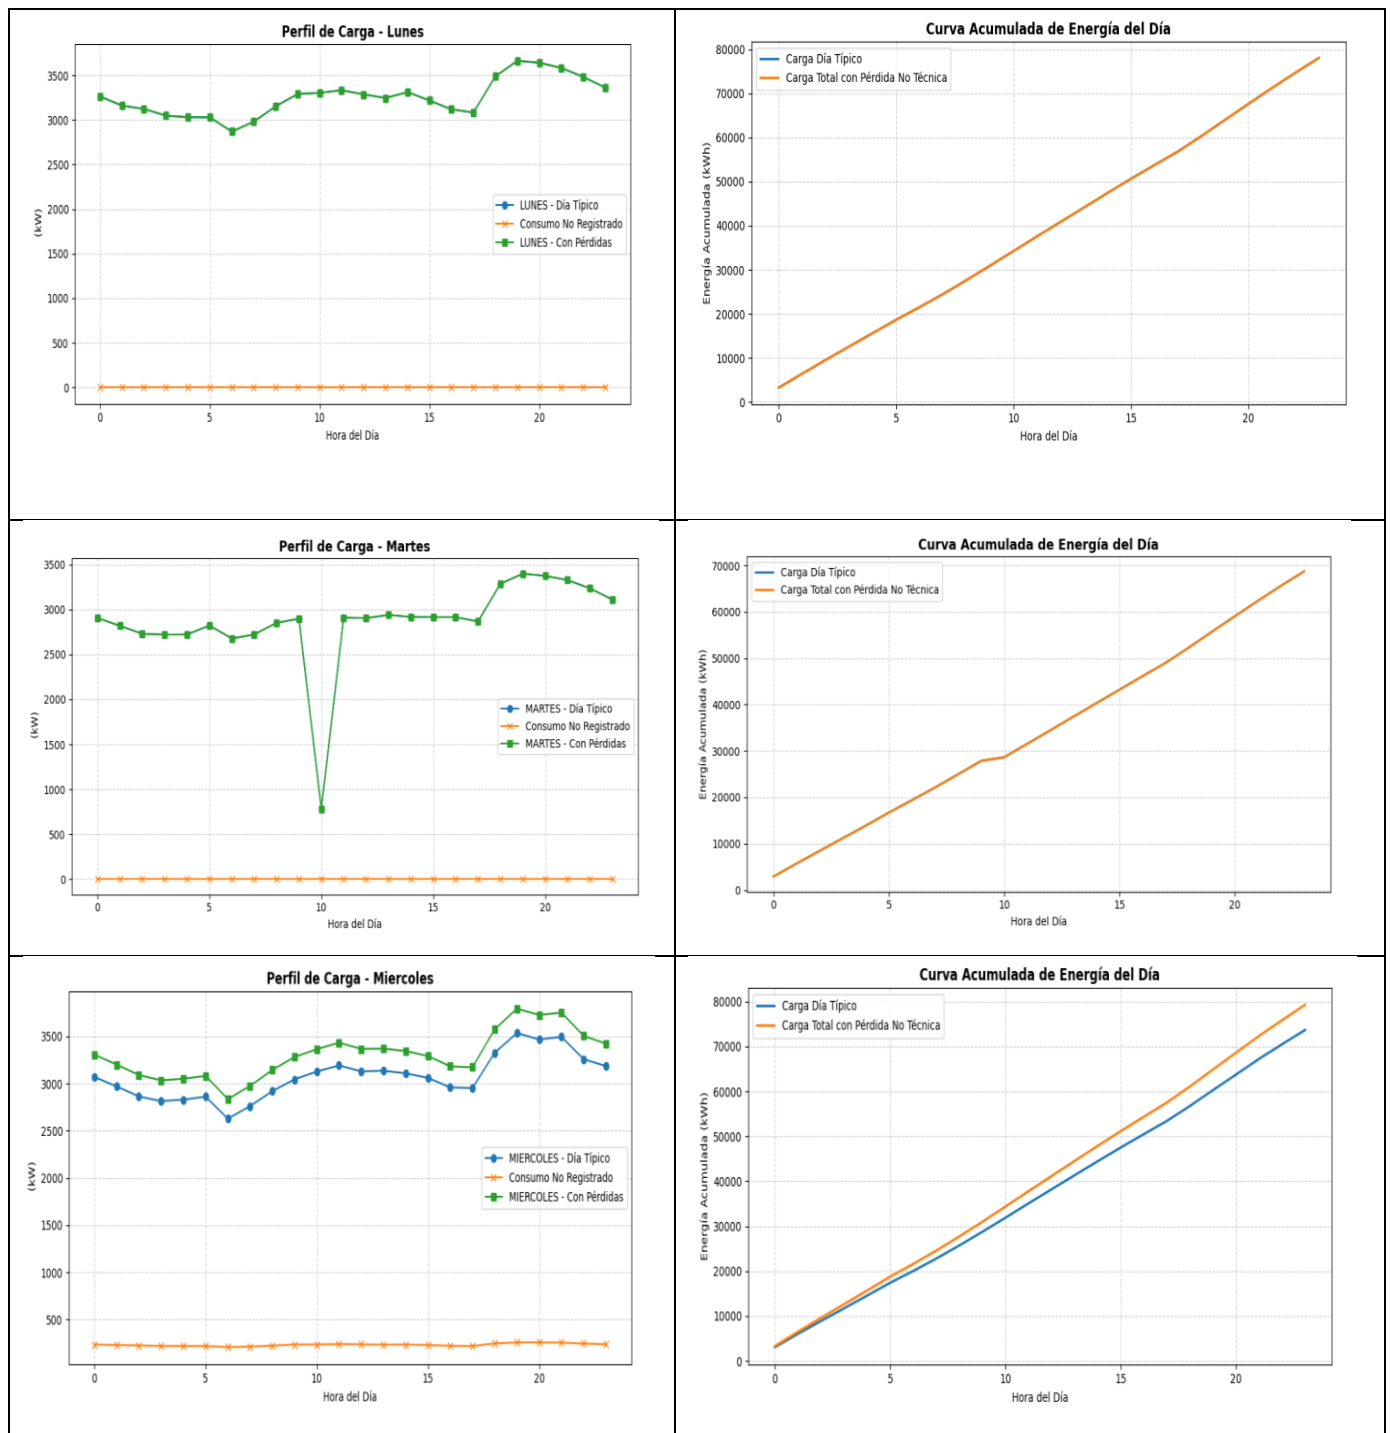 Perfil de Carga - Lunes
3500
3000
2500
2000
1500
1000
500
0
(kW)
LUNES - Día Típico
Consumo No Registrado
LUNES - Con Pérdidas
0 5 10 15 20
Hora del Día
Curva Acumulada de Energía del Día
80000
70000
60000
50000
40000
30000
20000
10000
0
Energía Acumulada (kWh)
Carga Día Típico
Carga Total con Pérdida No Técnica
0 5 10 15 20
Hora del Día
Perfil de Carga - Martes
3500
3000
2500
2000
1500
1000
500
0
(kW)
MARTES - Día Típico
Consumo No Registrado
MARTES - Con Pérdidas
0 5 10 15 20
Hora del Día
Curva Acumulada de Energía del Día
70000
60000
50000
40000
30000
20000
10000
0
Energía Acumulada (kWh)
Carga Día Típico
Carga Total con Pérdida No Técnica
0 5 10 15 20
Hora del Día
Perfil de Carga - Miercoles
3500
3000
2500
2000
1500
1000
500
(kW)
MIERCOLES - Día Típico
Consumo No Registrado
MIERCOLES - Con Pérdidas
0 5 10 15 20
Hora del Día
Curva Acumulada de Energía del Día
80000
70000
60000
50000
40000
30000
20000
10000
0
Energía Acumulada (kWh)
Carga Día Típico
Carga Total con Pérdida No Técnica
0 5 10 15 20
Hora del Día